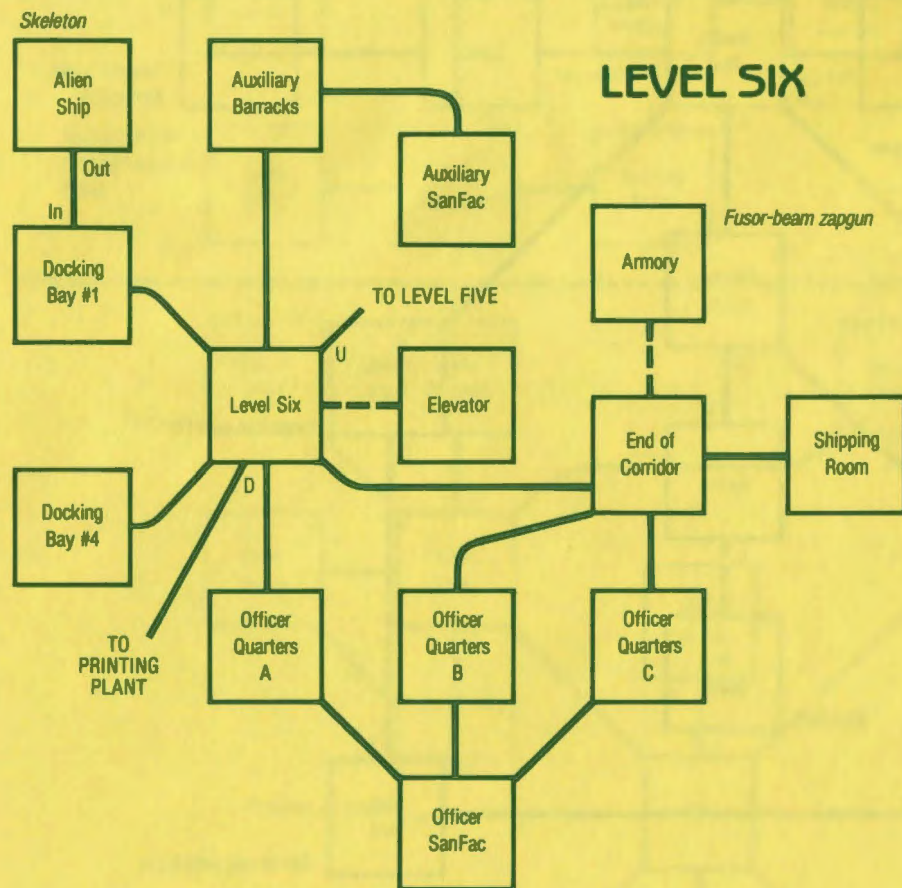 Skeleton
Alien
Ship
Auxiliary
Barracks
LEVEL SIX
Out
Auxiliary
SanFac
In
Fusor-beam zapgun
Docking
Bay #1
Armory
TO LEVEL FIVE
U
Level Six
Elevator
End of
Corridor
Shipping
Room
D
Docking
Bay #4
TO
PRINTING
PLANT
Officer
Quarters
A
Officer
Quarters
B
Officer
Quarters
C
Officer
SanFac